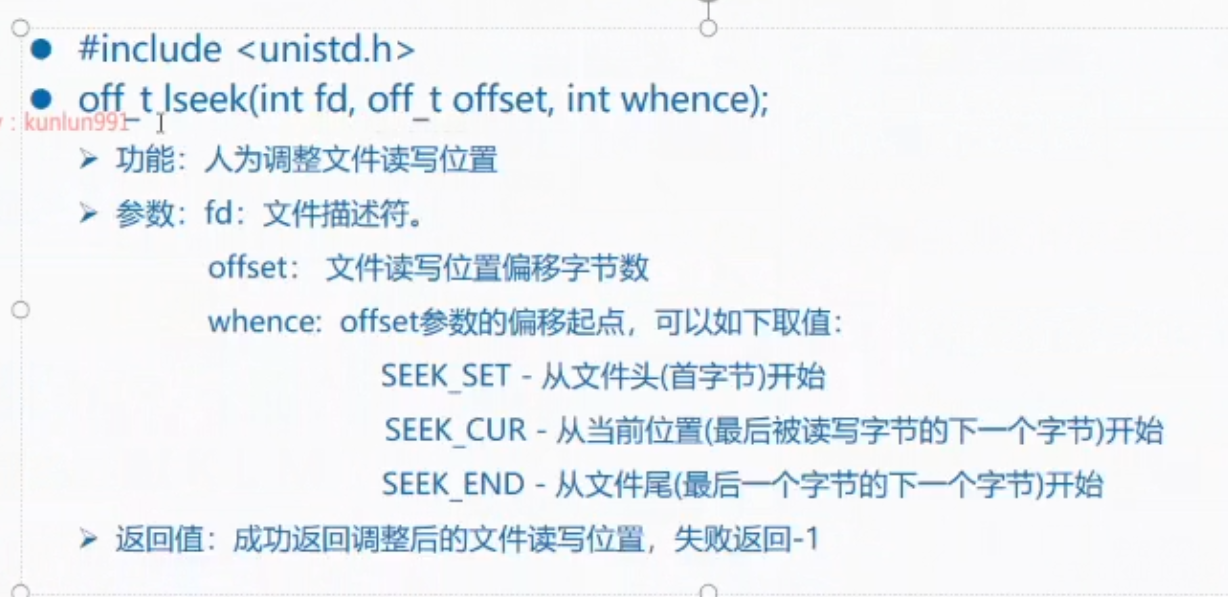 #include <unistd.h>
off_t lseek(int fd, off_t offset, int whence);
: kunlun991
功能：人为调整文件读写位置
参数：fd：文件描述符。
offset： 文件读写位置偏移字节数
whence: offset参数的偏移起点，可以如下取值：
SEEK_SET - 从文件头(首字节)开始
SEEK_CUR - 从当前位置(最后被读写字节的下一个字节)开始
SEEK_END - 从文件尾(最后一个字节的下一个字节)开始
返回值：成功返回调整后的文件读写位置，失败返回-1